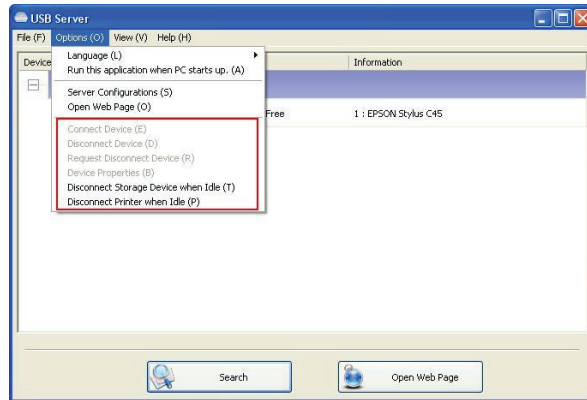 USB Server
File (F) Options (O) View (V) Help (H)
Device Information
Language (L)
Run this application when PC starts up. (A)
Server Configurations (S)
Open Web Page (O)
Free 1 : EPSON Stylus C45
Connect Device (E)
Disconnect Device (D)
Request Disconnect Device (R)
Device Properties (B)
Disconnect Storage Device when Idle (T)
Disconnect Printer when Idle (P)
Search Open Web Page